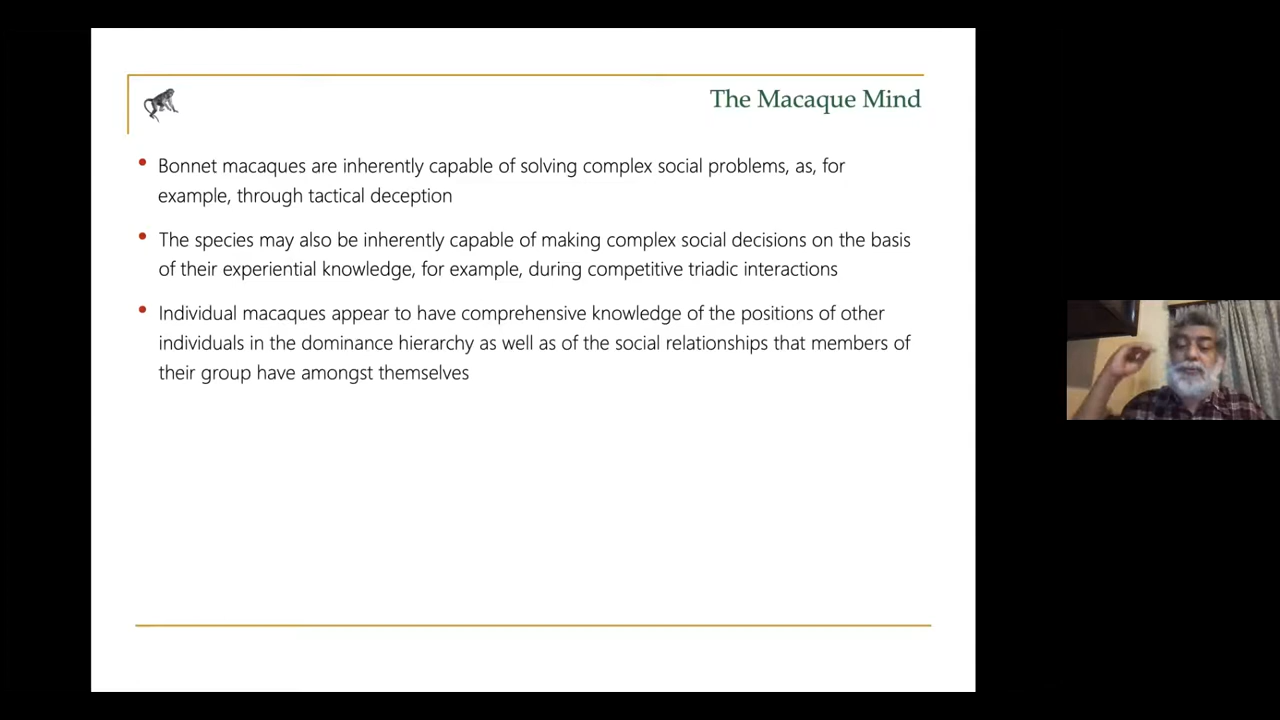 The Macaque Mind
• Bonnet macaques are inherently capable of solving complex social problems, as, for
example, through tactical deception
• The species may also be inherently capable of making complex social decisions on the basis
of their experiential knowledge, for example, during competitive triadic interactions
• Individual macaques appear to have comprehensive knowledge of the positions of other
individuals in the dominance hierarchy as well as of the social relationships that members of
their group have amongst themselves